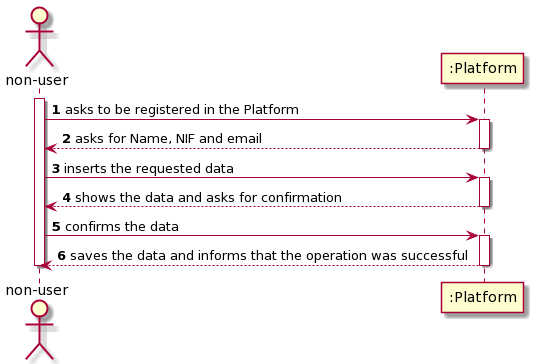 non-user
:Platform
1 asks to be registered in the Platform
2 asks for Name, NIF and email
3 inserts the requested data
4 shows the data and asks for confirmation
5 confirms the data
6 saves the data and informs that the operation was successful
non-user
:Platform